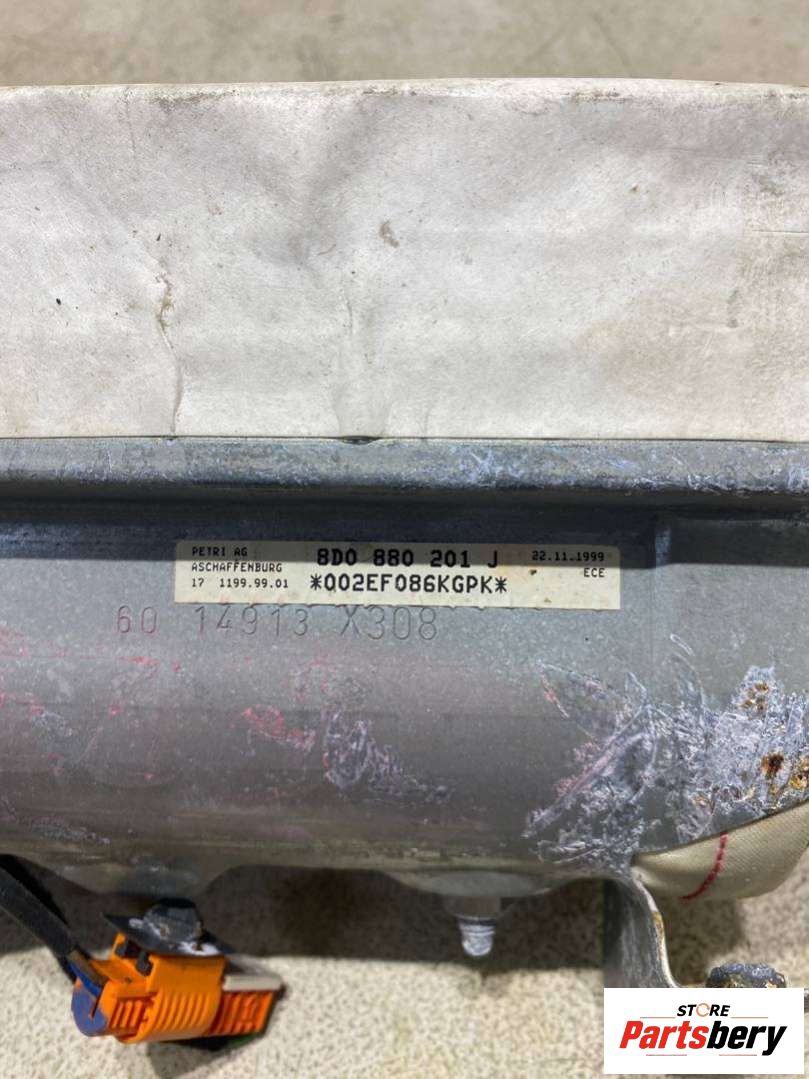 PETRI AG
ASCHAFFENBURG
17 1199.99.01
8D0 880 201 J
*002EF086KGPK*
22.11.1999
ECE
60 14913 X308
STORE
Partsbery